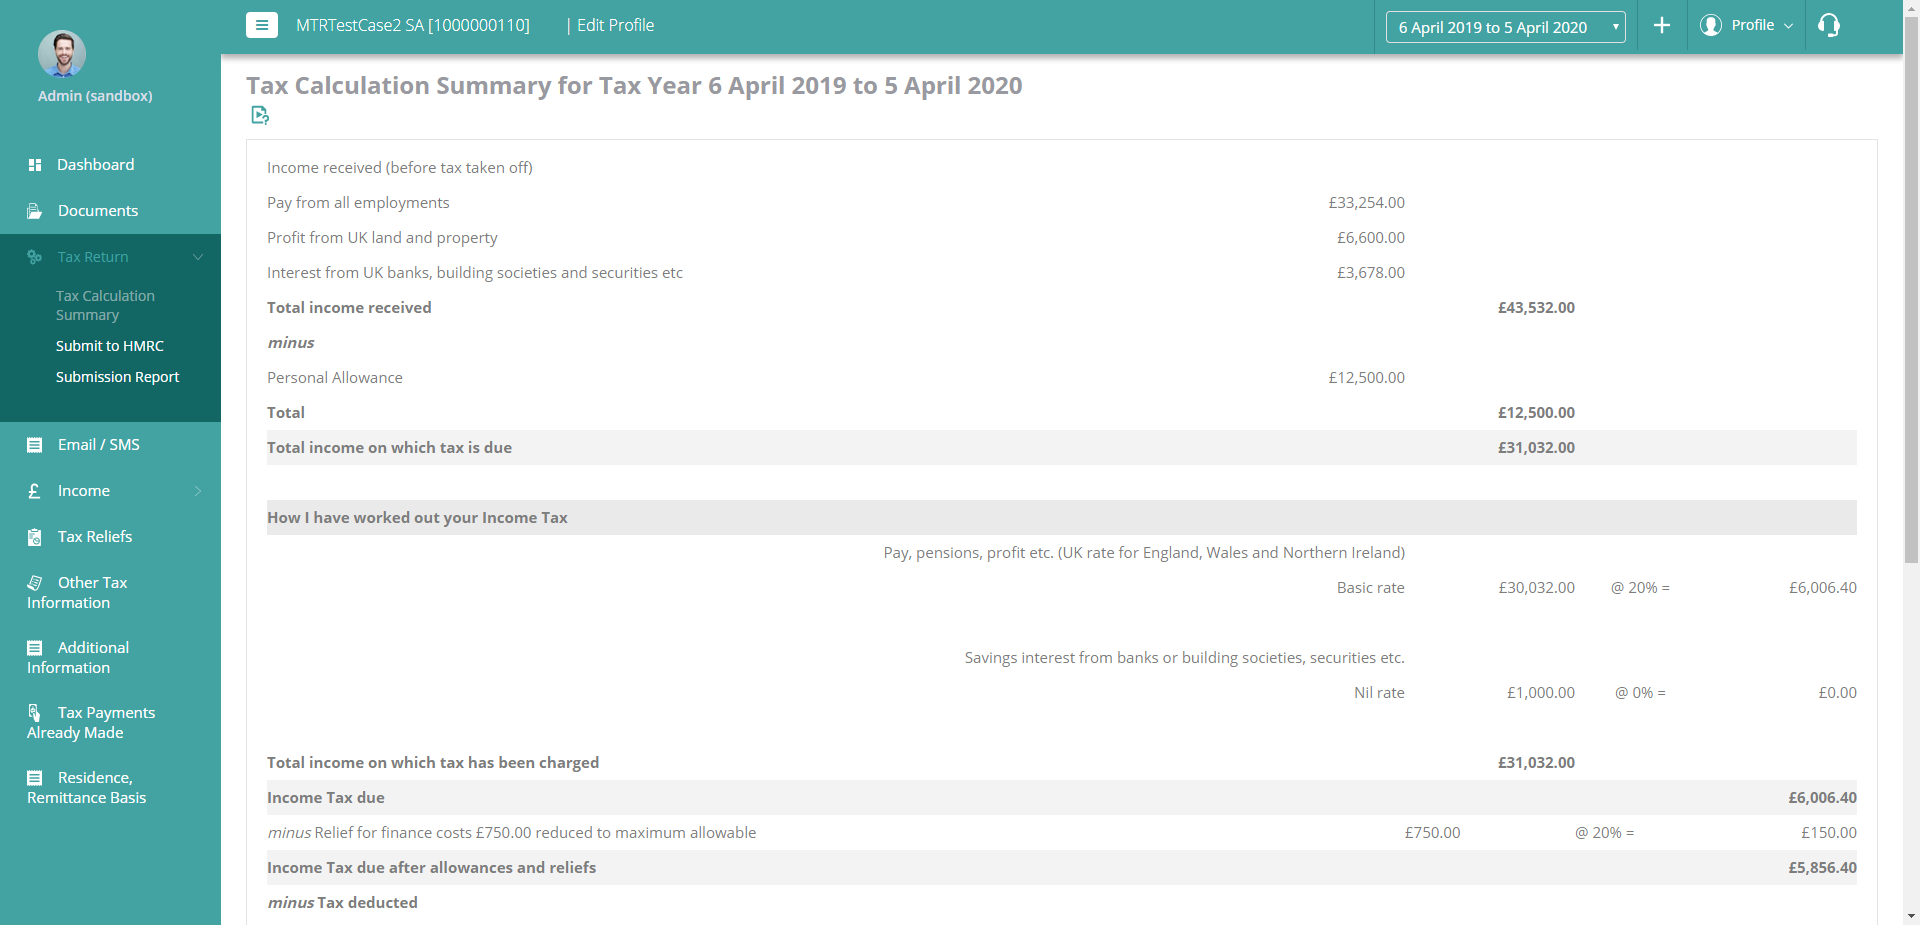 MTRTestCase2 SA [1000000110] | Edit Profile
6 April 2019 to 5 April 2020
Profile
Admin (sandbox)
Dashboard
Documents
Tax Return
Tax Calculation
Summary
Submit to HMRC
Submission Report
Email / SMS
£ Income
Tax Reliefs
Other Tax
Information
Additional
Information
Tax Payments
Already Made
Residence,
Remittance Basis
Tax Calculation Summary for Tax Year 6 April 2019 to 5 April 2020
Income received (before tax taken off)
Pay from all employments £33,254.00
Profit from UK land and property £6,600.00
Interest from UK banks, building societies and securities etc £3,678.00
Total income received £43,532.00
minus
Personal Allowance £12,500.00
Total £12,500.00
Total income on which tax is due £31,032.00
How I have worked out your Income Tax
Pay, pensions, profit etc. (UK rate for England, Wales and Northern Ireland)
Basic rate £30,032.00 @ 20% = £6,006.40
Savings interest from banks or building societies, securities etc.
Nil rate £1,000.00 @ 0% = £0.00
Total income on which tax has been charged £31,032.00
Income Tax due £6,006.40
minus Relief for finance costs £750.00 reduced to maximum allowable £750.00 @ 20% = £150.00
Income Tax due after allowances and reliefs £5,856.40
minus Tax deducted